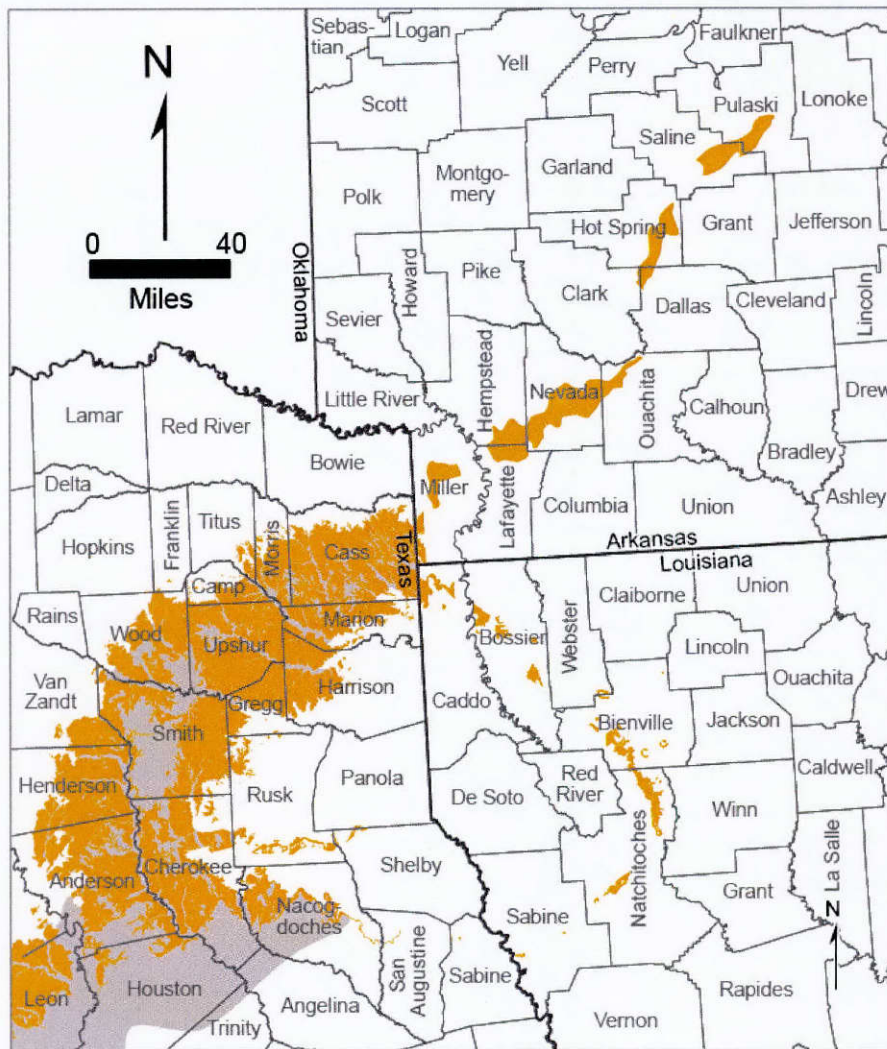 Sebas-
tian
Logan
Faulkner
Yell
Perry
Scott
Pulaski
Lonoke
Saline
N
Garland
Montgo-
mery
Polk
Hot Spring
Grant
Jefferson
0 40
Miles
Oklahoma
Howard
Pike
Clark
Dallas
Cleveland
Lincoln
Sevier
Hempstead
Nevada
Ouachita
Calhoun
Drew
Little River
Lamar
Red River
Bowie
Bradley
Miller
Lafayette
Columbia
Union
Ashley
Delta
Franklin
Titus
Morris
Hopkins
Cass
Texas
Arkansas
Louisiana
Camp
Claiborne
Union
Rains
Wood
Upshur
Marion
Bossier
Webster
Lincoln
Ouachita
Van
Zandt
Harrison
Gregg
Caddo
Bienville
Jackson
Smith
Henderson
Rusk
Panola
De Soto
Red
River
Caldwell
Winn
Cherokee
Shelby
Natchitoches
La Salle
Anderson
Nacog-
doches
Sabine
Grant
N
San
Augustine
Sabine
Leon
Houston
Angelina
Trinity
Vernon
Rapides